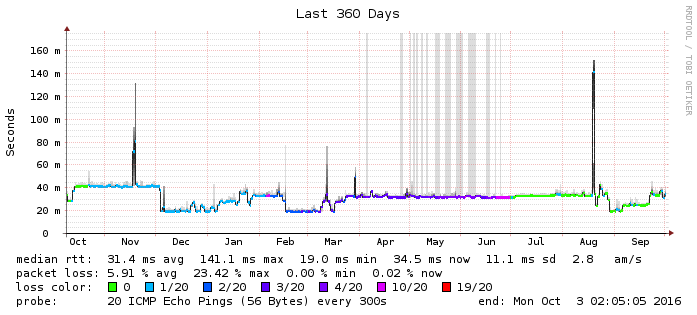 Last 360 Days
RRDTOOL / TOBI OETIKER
Seconds
160 m
140 m
120 m
100 m
80 m
60 m
40 m
20 m
0
Oct Nov Dec Jan Feb Mar Apr May Jun Jul Aug Sep
median rtt: 31.4 ms avg 141.1 ms max 19.0 ms min 34.5 ms now 11.1 ms sd 2.8 am/s
packet loss: 5.91 % avg 23.42 % max 0.00 % min 0.02 % now
loss color: 0 1/20 2/20 3/20 4/20 10/20 19/20
probe: 20 ICMP Echo Pings (56 Bytes) every 300s end: Mon Oct 3 02:05:05 2016